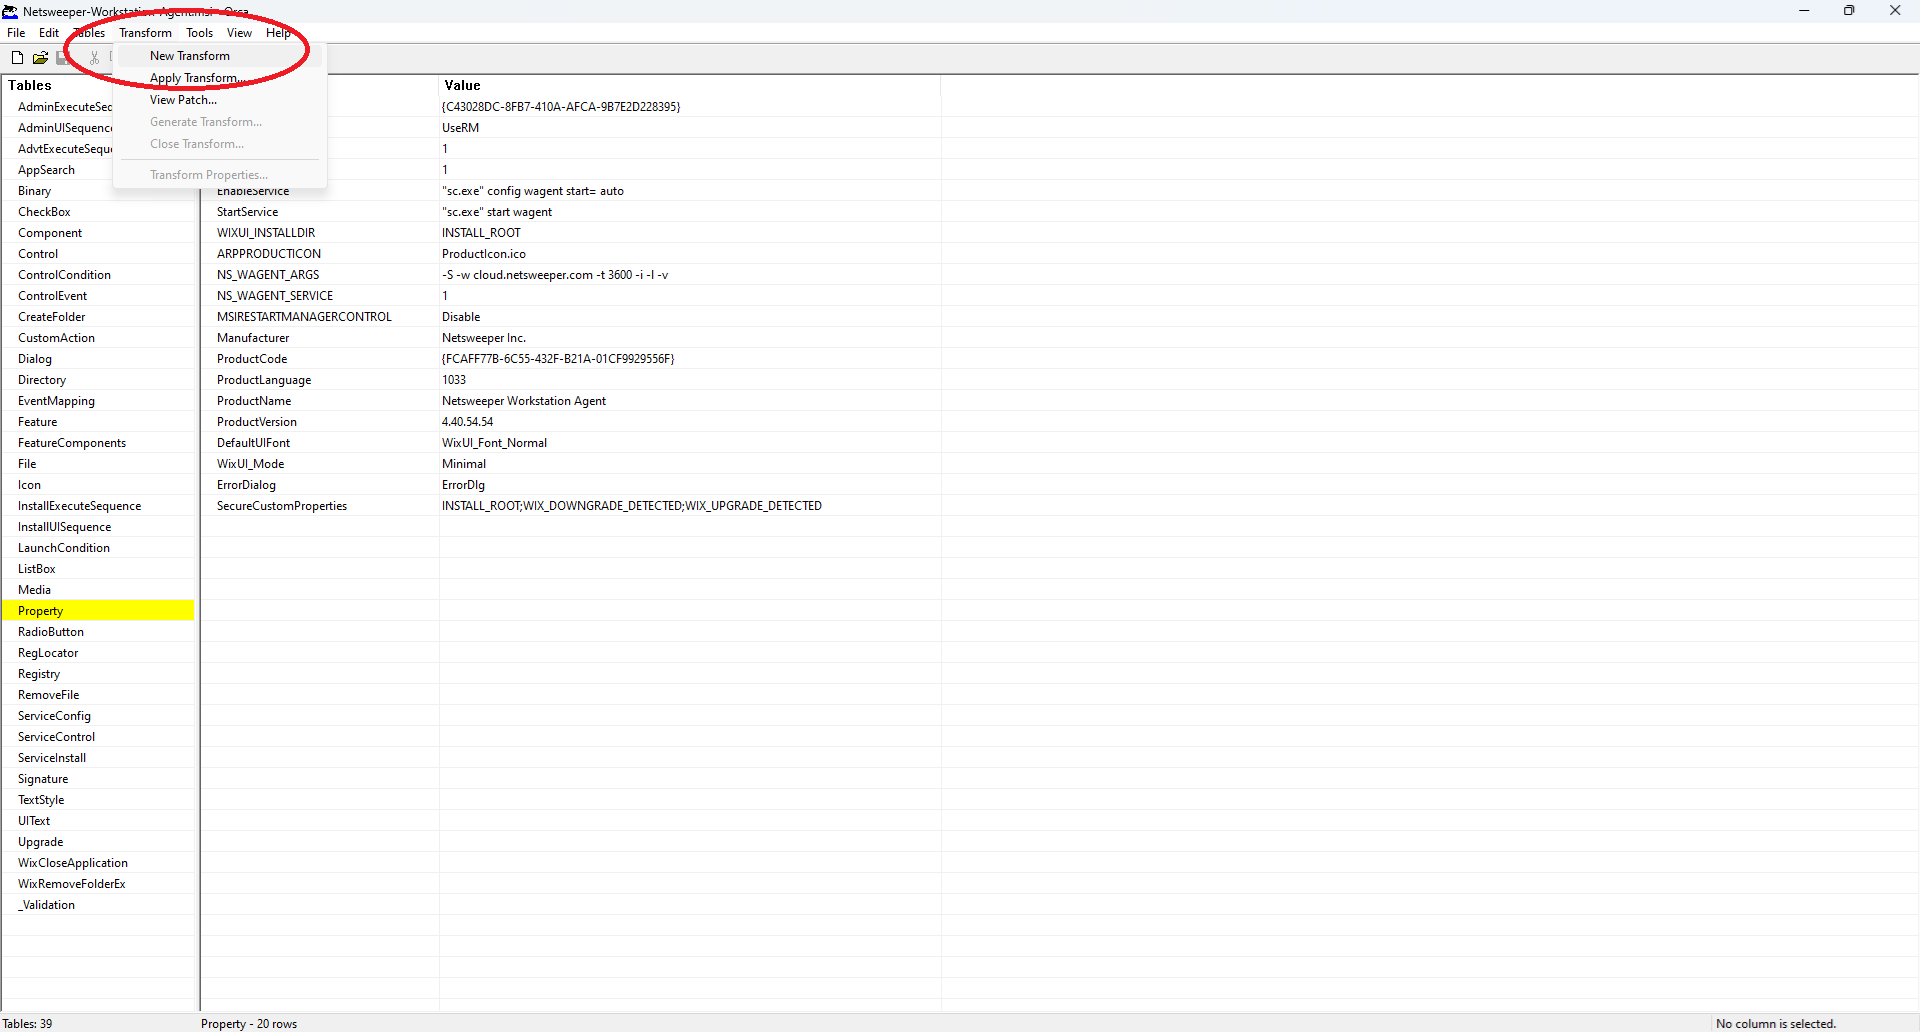 Netsweeper-Workstation-Agent.msi - Orca
File Edit Tables Transform Tools View Help
New Transform
Apply Transform...
View Patch...
Generate Transform...
Close Transform...
Transform Properties...
Tables
AdminExecuteSec
AdminUISequence
AdvtExecuteSequ
AppSearch
Binary
CheckBox
Component
Control
ControlCondition
ControlEvent
CreateFolder
CustomAction
Dialog
Directory
EventMapping
Feature
FeatureComponents
File
Icon
InstallExecuteSequence
InstallUISequence
LaunchCondition
ListBox
Media
Property
RadioButton
RegLocator
Registry
RemoveFile
ServiceConfig
ServiceControl
ServiceInstall
Signature
TextStyle
UIText
Upgrade
WixCloseApplication
WixRemoveFolderEx
_Validation
Value
{C43028DC-8FB7-410A-AFCA-9B7E2D228395}
UseRM
1
1
EnableService "sc.exe" config wagent start= auto
StartService "sc.exe" start wagent
WIXUI_INSTALLDIR INSTALL_ROOT
ARPPRODUCTICON ProductIcon.ico
NS_WAGENT_ARGS -S -w cloud.netsweeper.com -t 3600 -i -l -v
NS_WAGENT_SERVICE 1
MSIRESTARTMANAGERCONTROL Disable
Manufacturer Netsweeper Inc.
ProductCode {FCAFF77B-6C55-432F-B21A-01CF9929556F}
ProductLanguage 1033
ProductName Netsweeper Workstation Agent
ProductVersion 4.40.54.54
DefaultUIFont WixUI_Font_Normal
WixUI_Mode Minimal
ErrorDialog ErrorDlg
SecureCustomProperties INSTALL_ROOT;WIX_DOWNGRADE_DETECTED;WIX_UPGRADE_DETECTED
Tables: 39
Property - 20 rows
No column is selected.